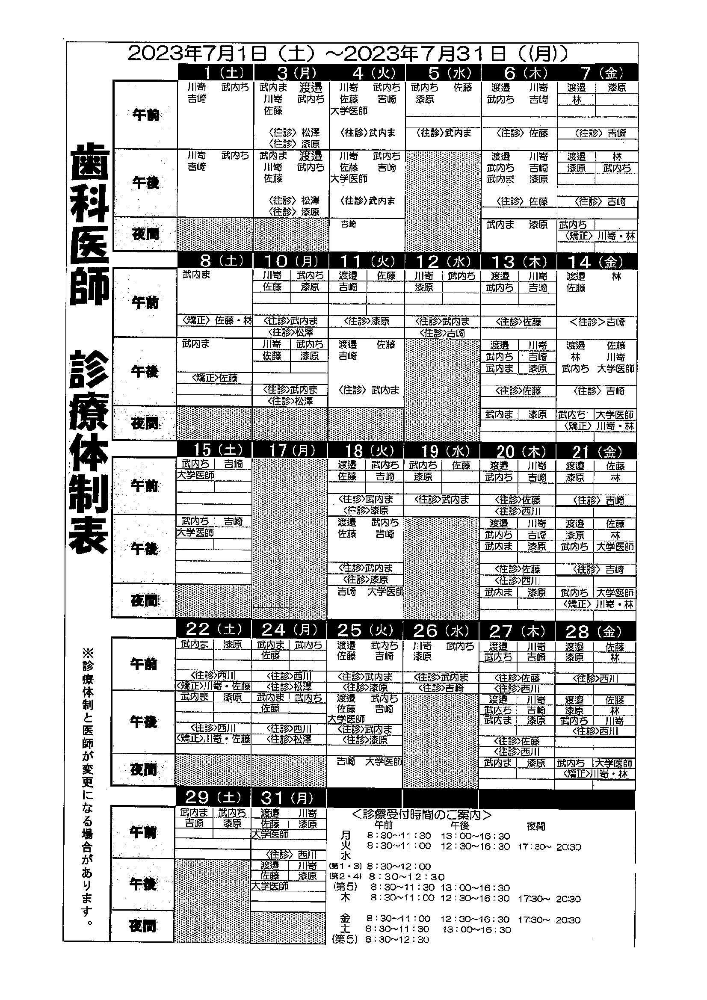 2023年7月1日（土）～2023年7月31日（(月)）
歯科医師 診療体制表
※診療体制と医師が変更になる場合があります。
1（土） 3（月） 4（火） 5（水） 6（木） 7（金）
午前
川嵜 武内ち 武内ま 渡邉 川嵜 武内ち 武内ち 佐藤 渡邉 川嵜 渡邉 漆原
吉崎 川嵜 武内ち 佐藤 吉崎 漆原 武内ち 吉崎 林
佐藤 大学医師
〈往診〉松澤 〈往診〉武内ま 〈往診〉武内ま 〈往診〉佐藤 〈往診〉吉崎
〈往診〉漆原
午後
川嵜 武内ち 武内ま 渡邉 川嵜 武内ち 渡邉 川嵜 渡邉 林
吉崎 川嵜 武内ち 佐藤 吉崎 武内ち 吉崎 漆原 武内ち
佐藤 大学医師 武内ま 漆原
〈往診〉松澤 〈往診〉武内ま 〈往診〉佐藤 〈往診〉吉崎
〈往診〉漆原
夜間
吉崎 武内ま 漆原 武内ち
〈矯正〉川嵜・林
8（土） 10（月） 11（火） 12（水） 13（木） 14（金）
午前
武内ま 川嵜 武内ち 渡邉 佐藤 川嵜 武内ち 渡邉 川嵜 渡邉 林
佐藤 漆原 吉崎 漆原 武内ち 吉崎 佐藤
〈矯正〉佐藤・林 〈往診〉武内ま 〈往診〉漆原 〈往診〉武内ま 〈往診〉佐藤 ＜往診＞吉崎
〈往診〉松澤 〈往診〉吉崎
午後
武内ま 川嵜 武内ち 渡邉 佐藤 渡邉 川嵜 渡邉 佐藤
佐藤 漆原 吉崎 武内ち 吉崎 林 川嵜
武内ま 漆原 武内ち 大学医師
〈矯正〉佐藤
〈往診〉武内ま 〈往診〉武内ま 〈往診〉佐藤 〈往診〉吉崎
〈往診〉松澤
夜間
武内ま 漆原 武内ち 大学医師
〈矯正〉川嵜・林
15（土） 17（月） 18（火） 19（水） 20（木） 21（金）
午前
武内ち 吉崎 渡邉 武内ち 武内ち 佐藤 渡邉 川嵜 渡邉 佐藤
大学医師 佐藤 吉崎 漆原 武内ち 吉崎 漆原 林
〈往診〉武内ま 〈往診〉武内ま 〈往診〉佐藤 〈往診〉吉崎
〈往診〉漆原 〈往診〉西川
午後
武内ち 吉崎 渡邉 武内ち 渡邉 川嵜 渡邉 佐藤
大学医師 佐藤 吉崎 武内ち 吉崎 漆原 林
武内ま 漆原 武内ち 大学医師
〈往診〉武内ま 〈往診〉佐藤 〈往診〉吉崎
〈往診〉漆原 〈往診〉西川
夜間
吉崎 大学医師 武内ま 漆原 武内ち 大学医師
〈矯正〉川嵜・林
22（土） 24（月） 25（火） 26（水） 27（木） 28（金）
午前
武内ま 漆原 武内ま 武内ち 渡邉 武内ち 川嵜 武内ち 渡邉 川嵜 渡邉 佐藤
佐藤 佐藤 吉崎 漆原 武内ち 吉崎 漆原 林
〈往診〉西川 〈往診〉西川 〈往診〉武内ま 〈往診〉武内ま 〈往診〉佐藤 〈往診〉西川
〈矯正〉川嵜・佐藤 〈往診〉松澤 〈往診〉漆原 〈往診〉吉崎 〈往診〉西川
午後
武内ま 漆原 武内ま 武内ち 渡邉 武内ち 渡邉 川嵜 渡邉 佐藤
佐藤 佐藤 吉崎 武内ち 吉崎 漆原 林
大学医師 武内ま 漆原 武内ち 川嵜
〈往診〉西川 〈往診〉西川 〈往診〉武内ま 〈往診〉西川
〈矯正〉川嵜・佐藤 〈往診〉松澤 〈往診〉漆原 〈往診〉佐藤
〈往診〉西川
夜間
吉崎 大学医師 武内ま 漆原 武内ち 大学医師
〈矯正〉川嵜・林
29（土） 31（月）
午前
武内ま 武内ち 渡邉 川嵜
吉崎 漆原 佐藤 漆原
大学医師
〈往診〉西川
午後
渡邉 川嵜
佐藤 漆原
大学医師
夜間
＜診療受付時間のご案内＞
午前 午後 夜間
月 8：30～11：30 13：00～16：30
火 8：30～11：00 12：30～16：30 17：30～ 20:30
水
(第1・3) 8：30～12：00
(第2・4) 8：30～12：30
(第5) 8：30～11：30 13：00～16：30
木 8：30～11：00 12：30～16：30 17:30～ 20:30
金 8：30～11：00 12：30～16：30 17:30～ 20:30
土 8：30～11：30 13：00～16：30
(第5) 8：30～12：30